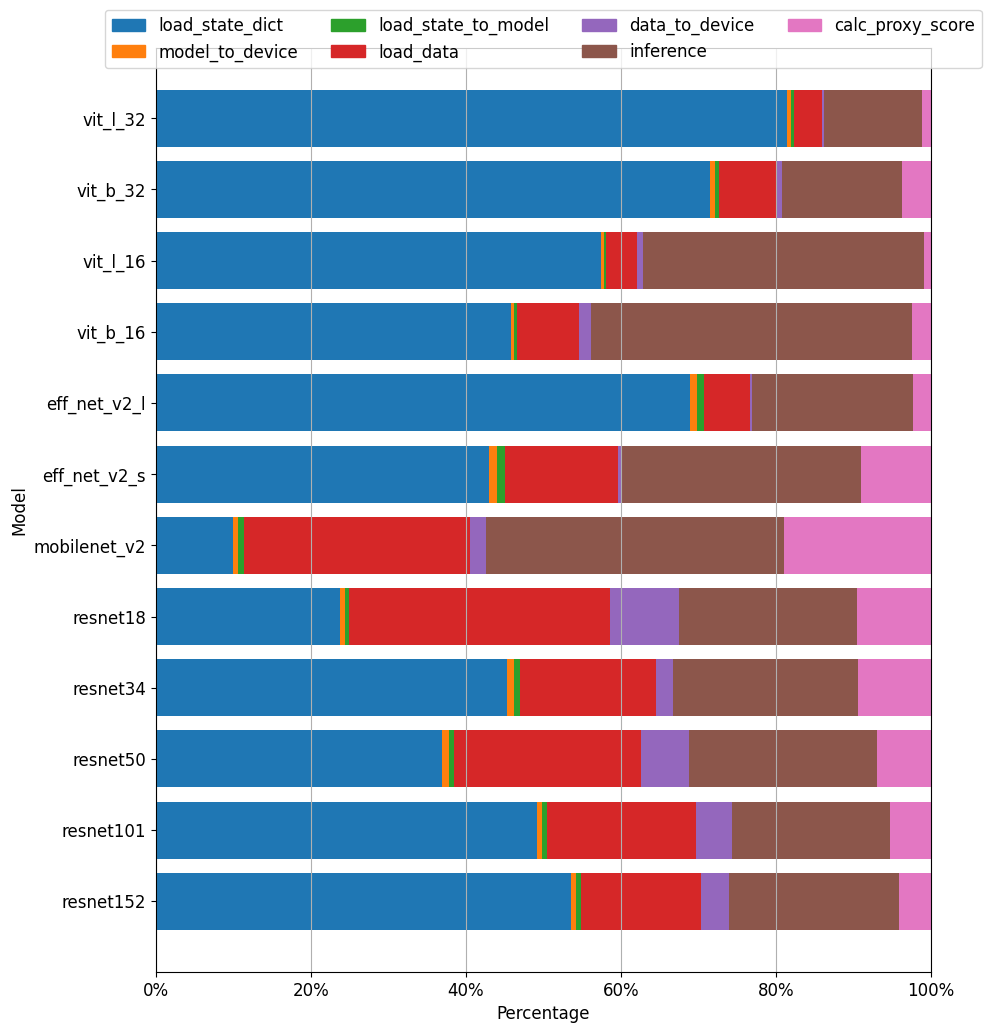 load_state_dict load_state_to_model data_to_device calc_proxy_score
model_to_device load_data inference
vit_l_32
vit_b_32
vit_l_16
vit_b_16
eff_net_v2_l
eff_net_v2_s
mobilenet_v2
resnet18
resnet34
resnet50
resnet101
resnet152
Model
0% 20% 40% 60% 80% 100%
Percentage